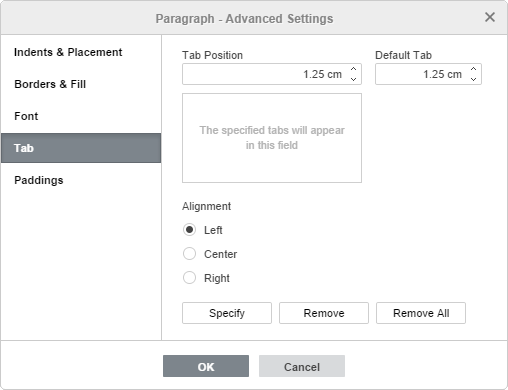 Paragraph - Advanced Settings
Indents & Placement
Borders & Fill
Font
Tab
Paddings
Tab Position
1.25 cm
Default Tab
1.25 cm
The specified tabs will appear
in this field
Alignment
Left
Center
Right
Specify
Remove
Remove All
OK
Cancel